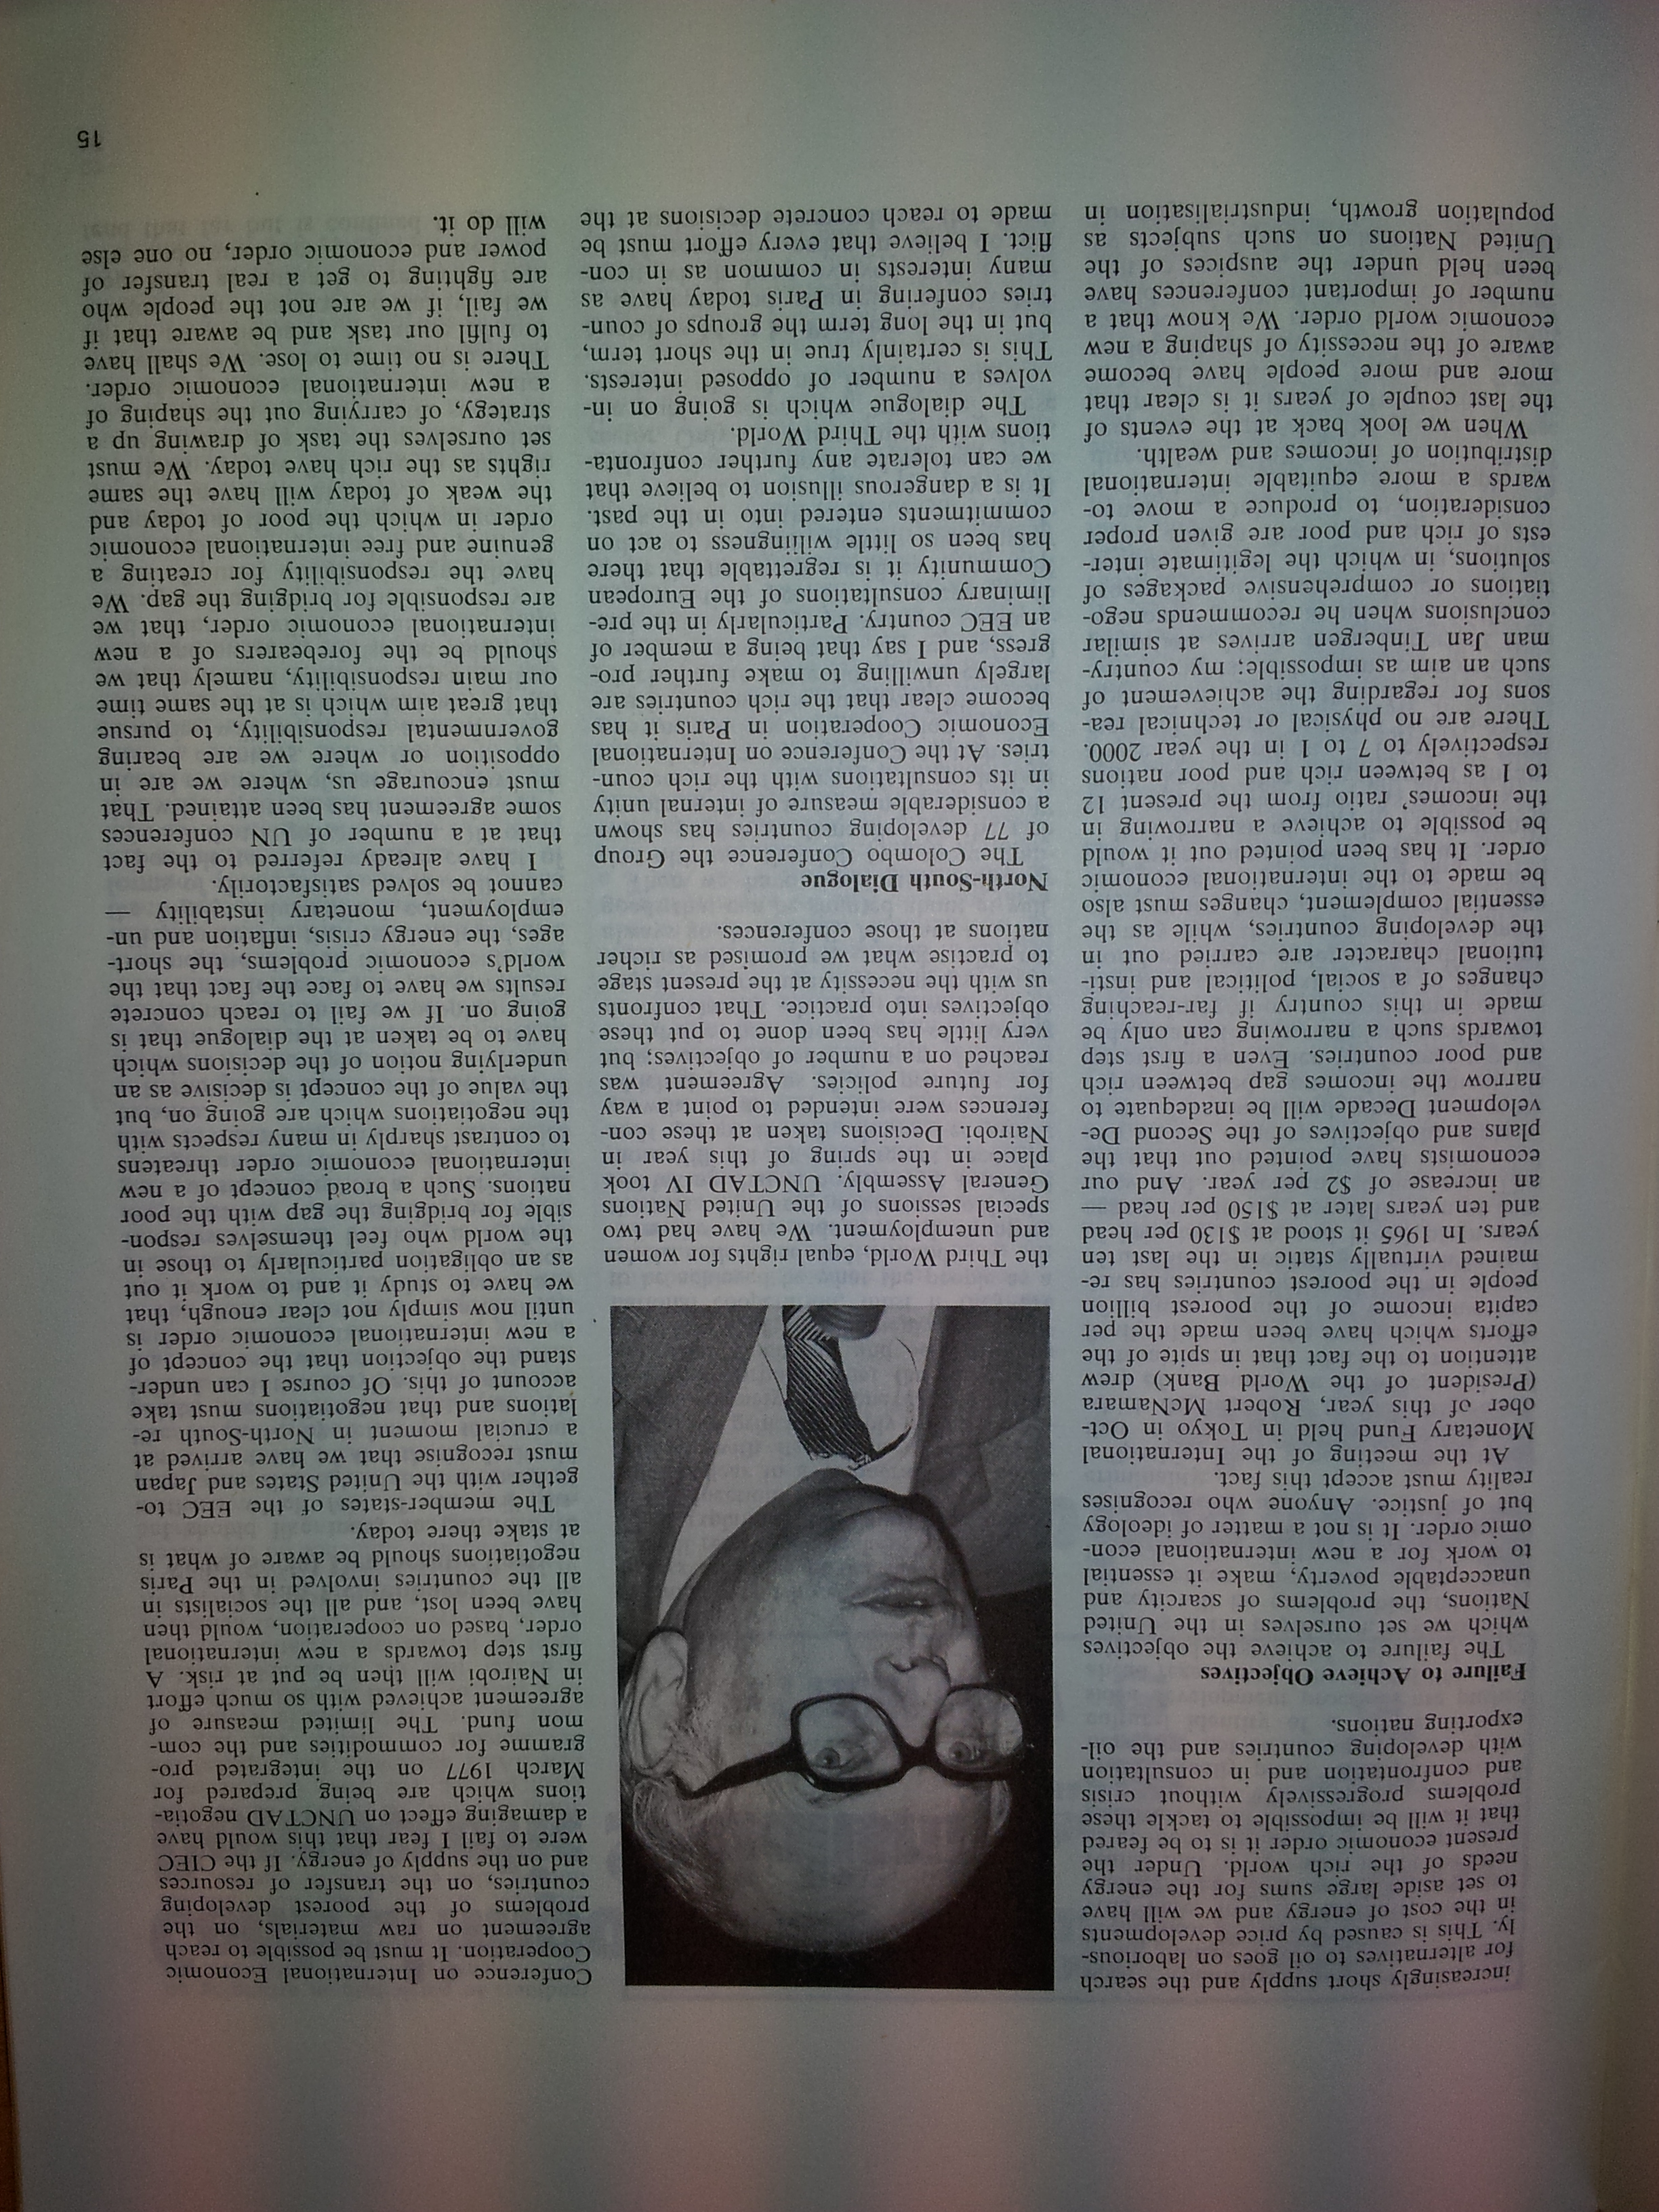 increasingly short supply and the search
for alternatives to oil goes on laborious-
ly. This is caused by price developments
in the cost of energy and we will have
to set aside large sums for the energy
needs of the rich world. Under the
present economic order it is to be feared
that it will be impossible to tackle these
problems progressively without crisis
and confrontation and in consultation
with developing countries and the oil-
exporting nations.
Failure to Achieve Objectives
The failure to achieve the objectives
which we set ourselves in the United
Nations, the problems of scarcity and
unacceptable poverty, make it essential
to work for a new international econ-
omic order. It is not a matter of ideology
but of justice. Anyone who recognises
reality must accept this fact.
At the meeting of the International
Monetary Fund held in Tokyo in Oct-
ober of this year, Robert McNamara
(President of the World Bank) drew
attention to the fact that in spite of the
efforts which have been made the per
capita income of the poorest billion
people in the poorest countries has re-
mained virtually static in the last ten
years. In 1965 it stood at $130 per head
and ten years later at $150 per head —
an increase of $2 per year. And our
economists have pointed out that the
plans and objectives of the Second De-
velopment Decade will be inadequate to
narrow the incomes gap between rich
and poor countries. Even a first step
towards such a narrowing can only be
made in this country if far-reaching
changes of a social, political and insti-
tutional character are carried out in
the developing countries, while as the
essential complement, changes must also
be made to the international economic
order. It has been pointed out it would
be possible to achieve a narrowing in
the incomes' ratio from the present 12
to 1 as between rich and poor nations
respectively to 7 to 1 in the year 2000.
There are no physical or technical rea-
sons for regarding the achievement of
such an aim as impossible; my country-
man Jan Tinbergen arrives at similar
conclusions when he recommends nego-
tiations or comprehensive packages of
solutions, in which the legitimate inter-
ests of rich and poor are given proper
consideration, to produce a move to-
wards a more equitable international
distribution of incomes and wealth.
When we look back at the events of
the last couple of years it is clear that
more and more people have become
aware of the necessity of shaping a new
economic world order. We know that a
number of important conferences have
been held under the auspices of the
United Nations on such subjects as
population growth, industrialisation in
the Third World, equal rights for women
and unemployment. We have had two
special sessions of the United Nations
General Assembly. UNCTAD IV took
place in the spring of this year in
Nairobi. Decisions taken at these con-
ferences were intended to point a way
for future policies. Agreement was
reached on a number of objectives; but
very little has been done to put these
objectives into practice. That confronts
us with the necessity at the present stage
to practise what we promised as richer
nations at those conferences.
North-South Dialogue
The Colombo Conference the Group
of 77 developing countries has shown
a considerable measure of internal unity
in its consultations with the rich coun-
tries. At the Conference on International
Economic Cooperation in Paris it has
become clear that the rich countries are
largely unwilling to make further pro-
gress, and I say that being a member of
an EEC country. Particularly in the pre-
liminary consultations of the European
Community it is regrettable that there
has been so little willingness to act on
commitments entered into in the past.
It is a dangerous illusion to believe that
we can tolerate any further confronta-
tions with the Third World.
The dialogue which is going on in-
volves a number of opposed interests.
This is certainly true in the short term,
but in the long term the groups of coun-
tries confering in Paris today have as
many interests in common as in con-
flict. I believe that every effort must be
made to reach concrete decisions at the
Conference on International Economic
Cooperation. It must be possible to reach
agreement on raw materials, on the
problems of the poorest developing
countries, on the transfer of resources
and on the supply of energy. If the CIEC
were to fail I fear that this would have
a damaging effect on UNCTAD negotia-
tions which are being prepared for
March 1977 on the integrated pro-
gramme for commodities and the com-
mon fund. The limited measure of
agreement achieved with so much effort
in Nairobi will then be put at risk. A
first step towards a new international
order, based on cooperation, would then
have been lost, and all the socialists in
all the countries involved in the Paris
negotiations should be aware of what is
at stake there today.
The member-states of the EEC to-
gether with the United States and Japan
must recognise that we have arrived at
a crucial moment in North-South re-
lations and that negotiations must take
account of this. Of course I can under-
stand the objection that the concept of
a new international economic order is
until now simply not clear enough, that
we have to study it and to work it out
as an obligation particularly to those in
the world who feel themselves respon-
sible for bridging the gap with the poor
nations. Such a broad concept of a new
international economic order threatens
to contrast sharply in many respects with
the negotiations which are going on, but
the value of the concept is decisive as an
underlying notion of the decisions which
have to be taken at the dialogue that is
going on. If we fail to reach concrete
results we have to face the fact that the
world's economic problems, the short-
ages, the energy crisis, inflation and un-
employment, monetary instability —
cannot be solved satisfactorily.
I have already referred to the fact
that at a number of UN conferences
some agreement has been attained. That
must encourage us, where we are in
opposition or where we are bearing
governmental responsibility, to pursue
that great aim which is at the same time
our main responsibility, namely that we
should be the forebearers of a new
international economic order, that we
are responsible for bridging the gap. We
have the responsibility for creating a
genuine and free international economic
order in which the poor of today and
the weak of today will have the same
rights as the rich have today. We must
set ourselves the task of drawing up a
strategy, of carrying out the shaping of
a new international economic order.
There is no time to lose. We shall have
to fulfil our task and be aware that if
we fail, if we are not the people who
are fighting to get a real transfer of
power and economic order, no one else
will do it.
15